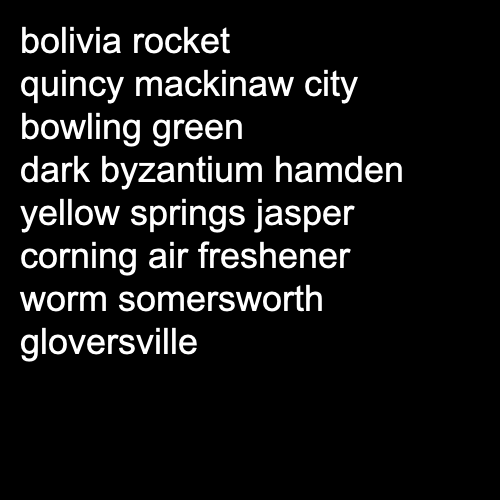 bolivia rocket
quincy mackinaw city
bowling green
dark byzantium hamden
yellow springs jasper
corning air freshener
worm somersworth
gloversville